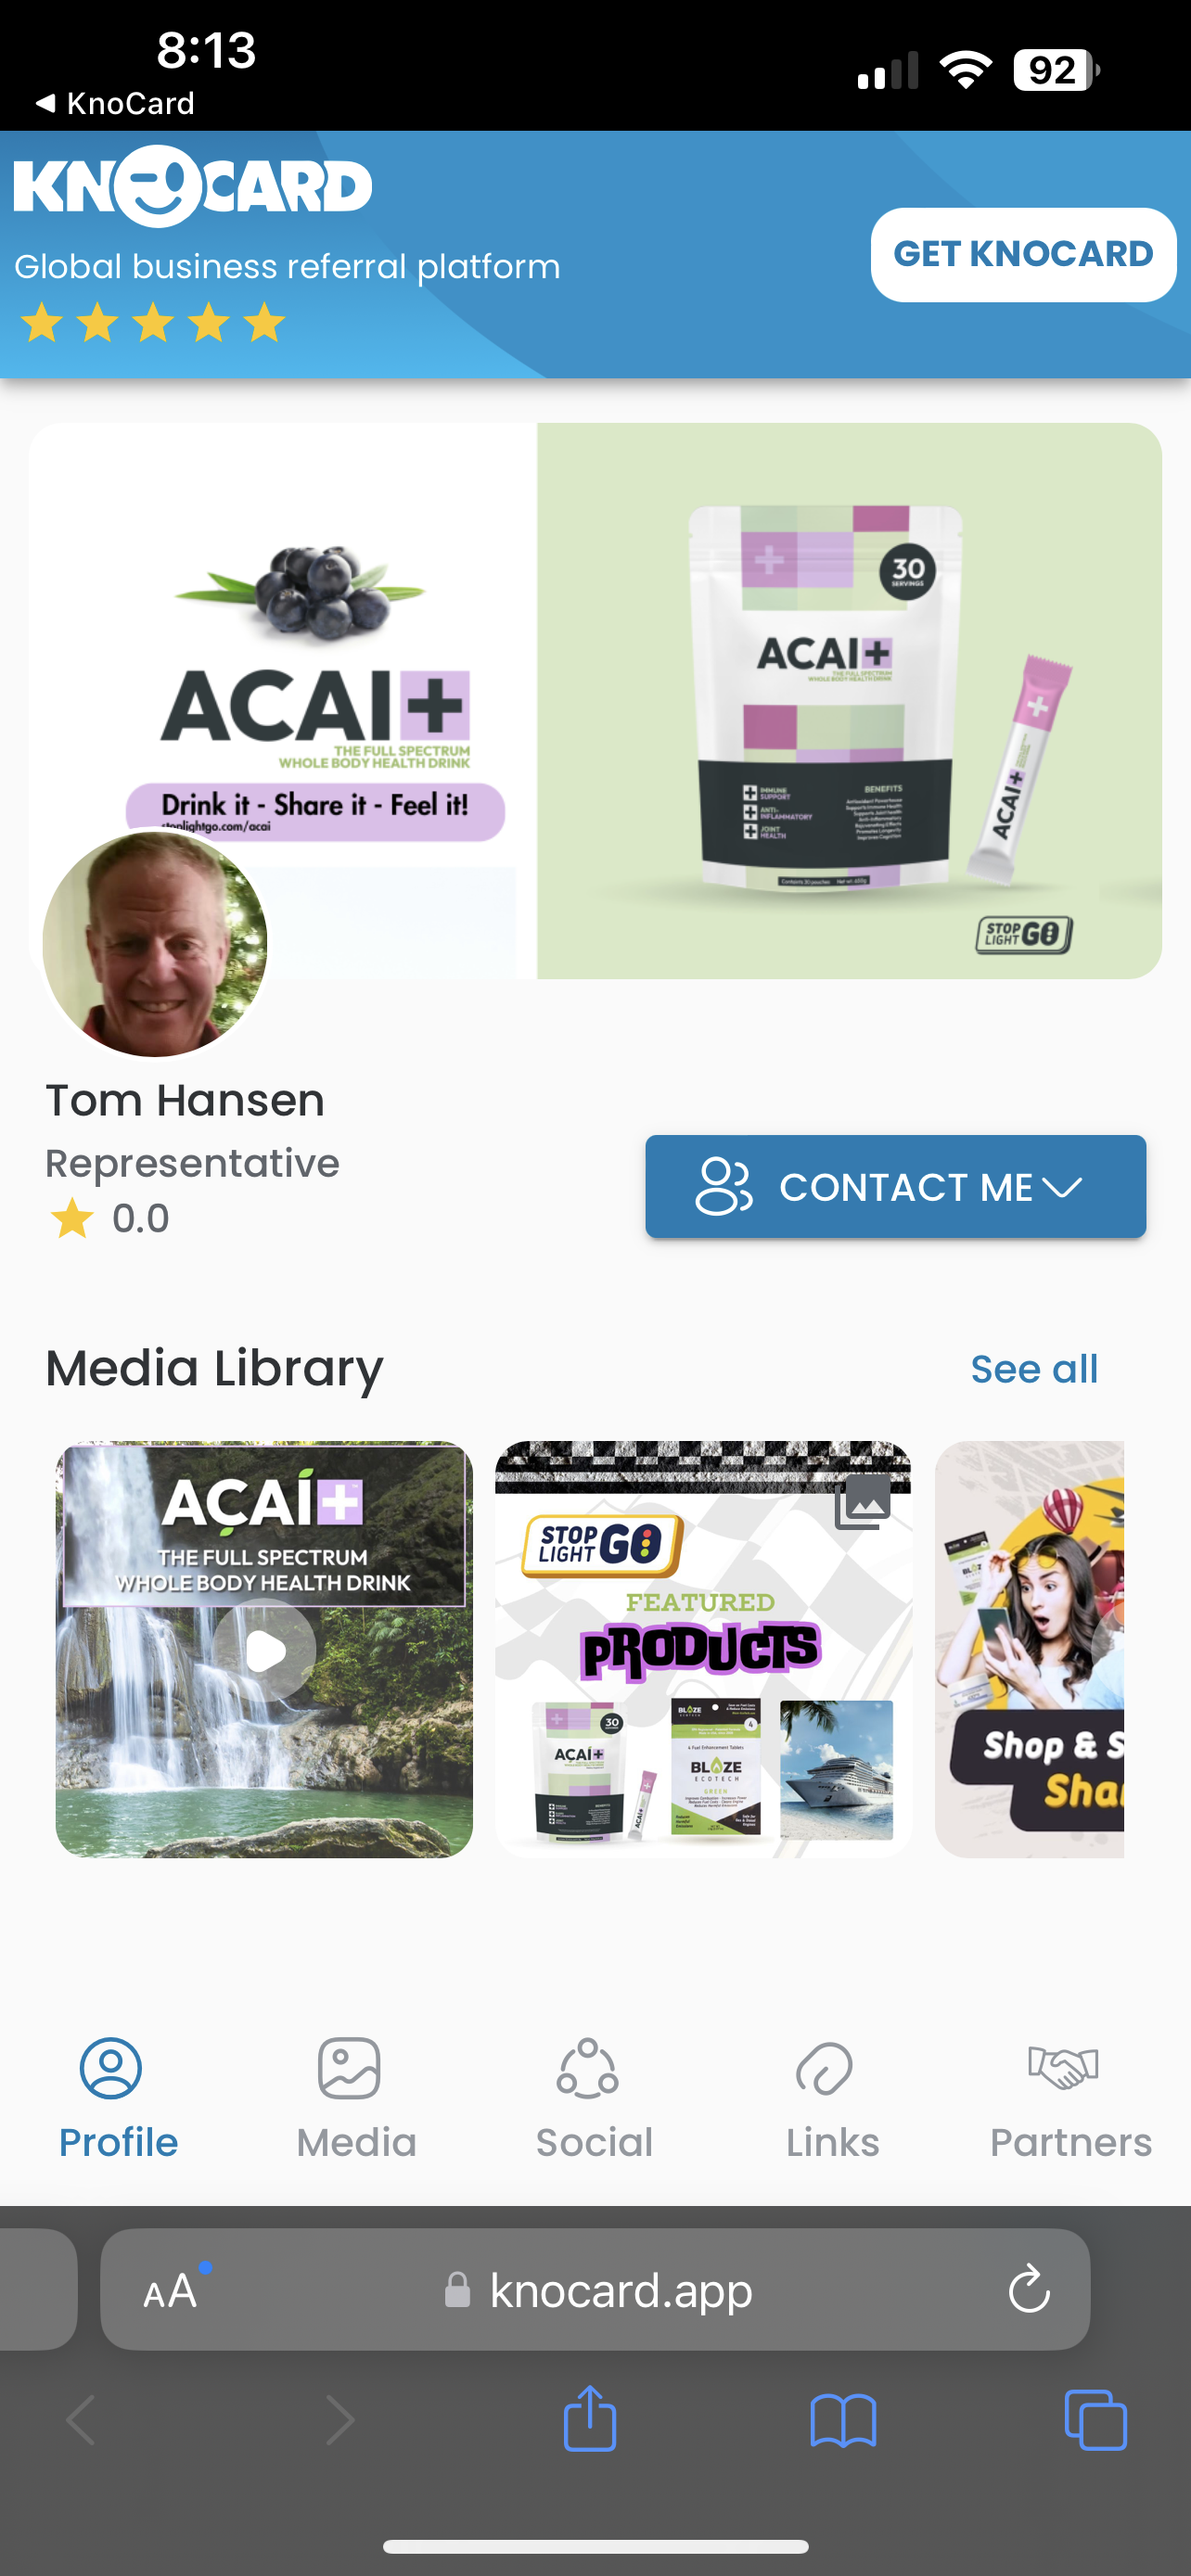 8:13
92
KnoCard
KNOCARD
Global business referral platform
GET KNOCARD
ACAI+
THE FULL SPECTRUM
WHOLE BODY HEALTH DRINK
Drink it - Share it - Feel it!
stoplightgo.com/acai
30
SERVINGS
ACAI+
THE FULL SPECTRUM
WHOLE BODY HEALTH DRINK
IMMUNE
SUPPORT
ANTI-
INFLAMMATORY
JOINT
HEALTH
BENEFITS
ACAI+
STOP
LIGHT GO
Tom Hansen
Representative
0.0
CONTACT ME
Media Library
See all
AÇAÍ+
THE FULL SPECTRUM
WHOLE BODY HEALTH DRINK
STOP
LIGHT GO
FEATURED
PRODUCTS
30
AÇAÍ+
BLAZE
4
BLAZE
ECOTECH
GREEN
Shop & S
Shar
Profile
Media
Social
Links
Partners
AA
knocard.app